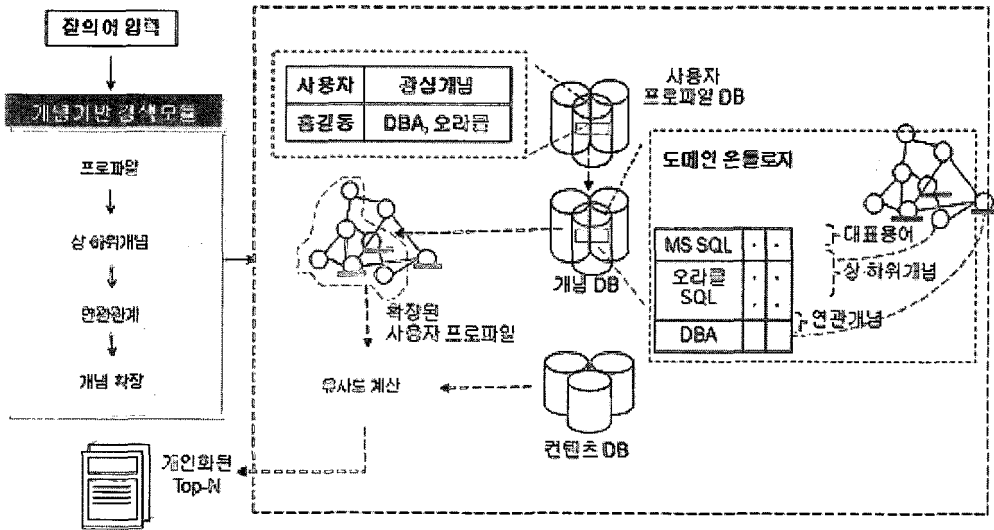 질의어 입력
개념기반 검색모듈
프로파일
상 하위개념
연관관계
개념 확장
사용자 관심개념
홍길동 DBA, 오라클
사용자
프로파일 DB
도메인 온톨로지
개념 DB
MS SQL
오라클
SQL
DBA
대표용어
상 하위개념
연관개념
확장된
사용자 프로파일
유사도 계산
컨텐츠 DB
개인화된
Top-N